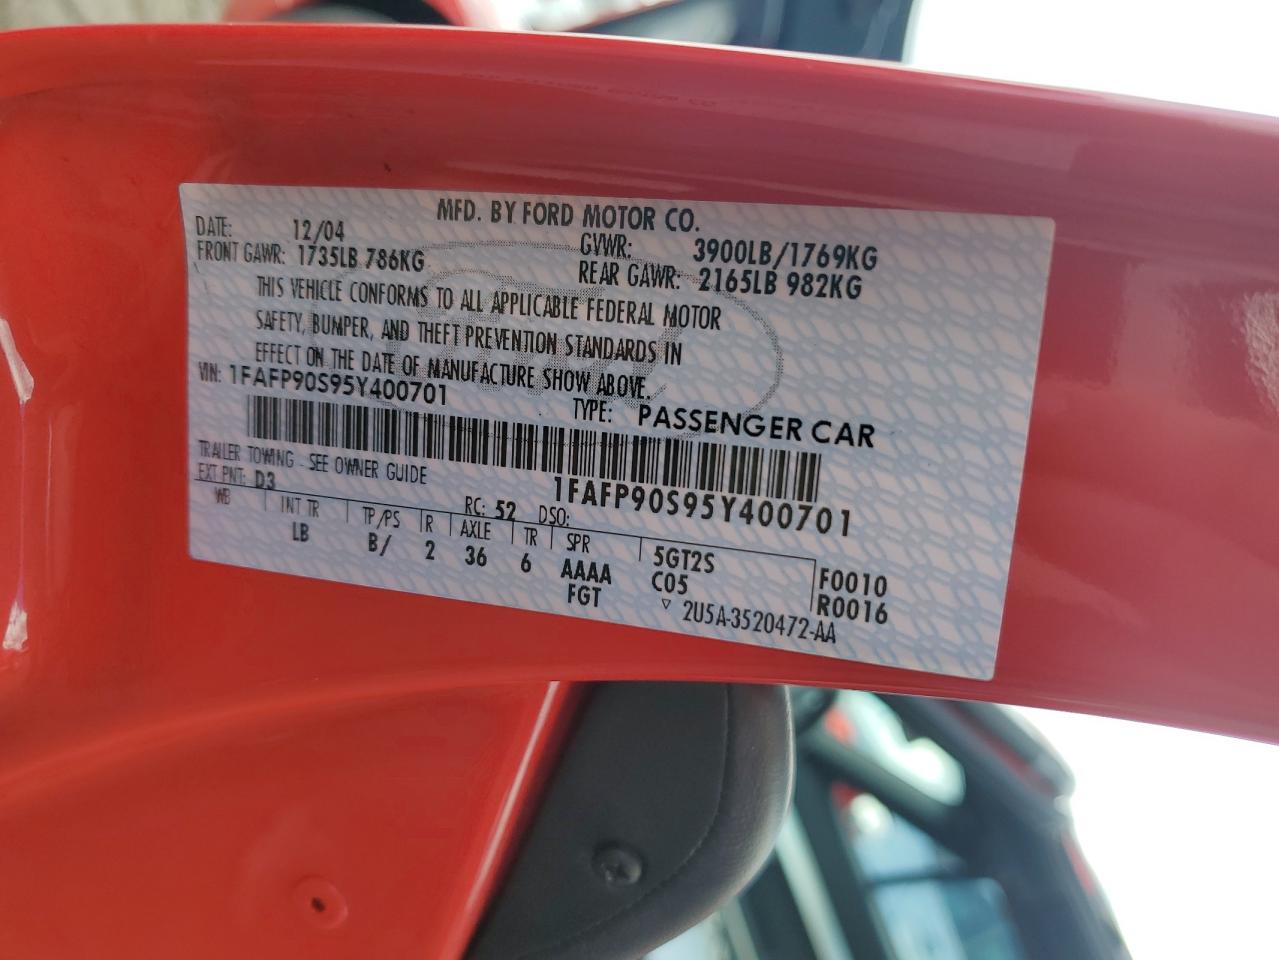 MFD. BY FORD MOTOR CO.
DATE: 12/04 GVWR: 3900LB/1769KG
FRONT GAWR: 1735LB 786KG REAR GAWR: 2165LB 982KG
THIS VEHICLE CONFORMS TO ALL APPLICABLE FEDERAL MOTOR
SAFETY, BUMPER, AND THEFT PREVENTION STANDARDS IN
EFFECT ON THE DATE OF MANUFACTURE SHOW ABOVE.
VIN: 1FAFP90S95Y400701
TYPE: PASSENGER CAR
1FAFP90S95Y400701
TRAILER TOWING - SEE OWNER GUIDE
EXT PNT: D3 RC: 52 DSO:
WB INT TR TP/PS R AXLE TR SPR 5GT2S
LB B/ 2 36 6 AAAA C05 F0010
FGT R0016
▽ 2U5A-3520472-AA